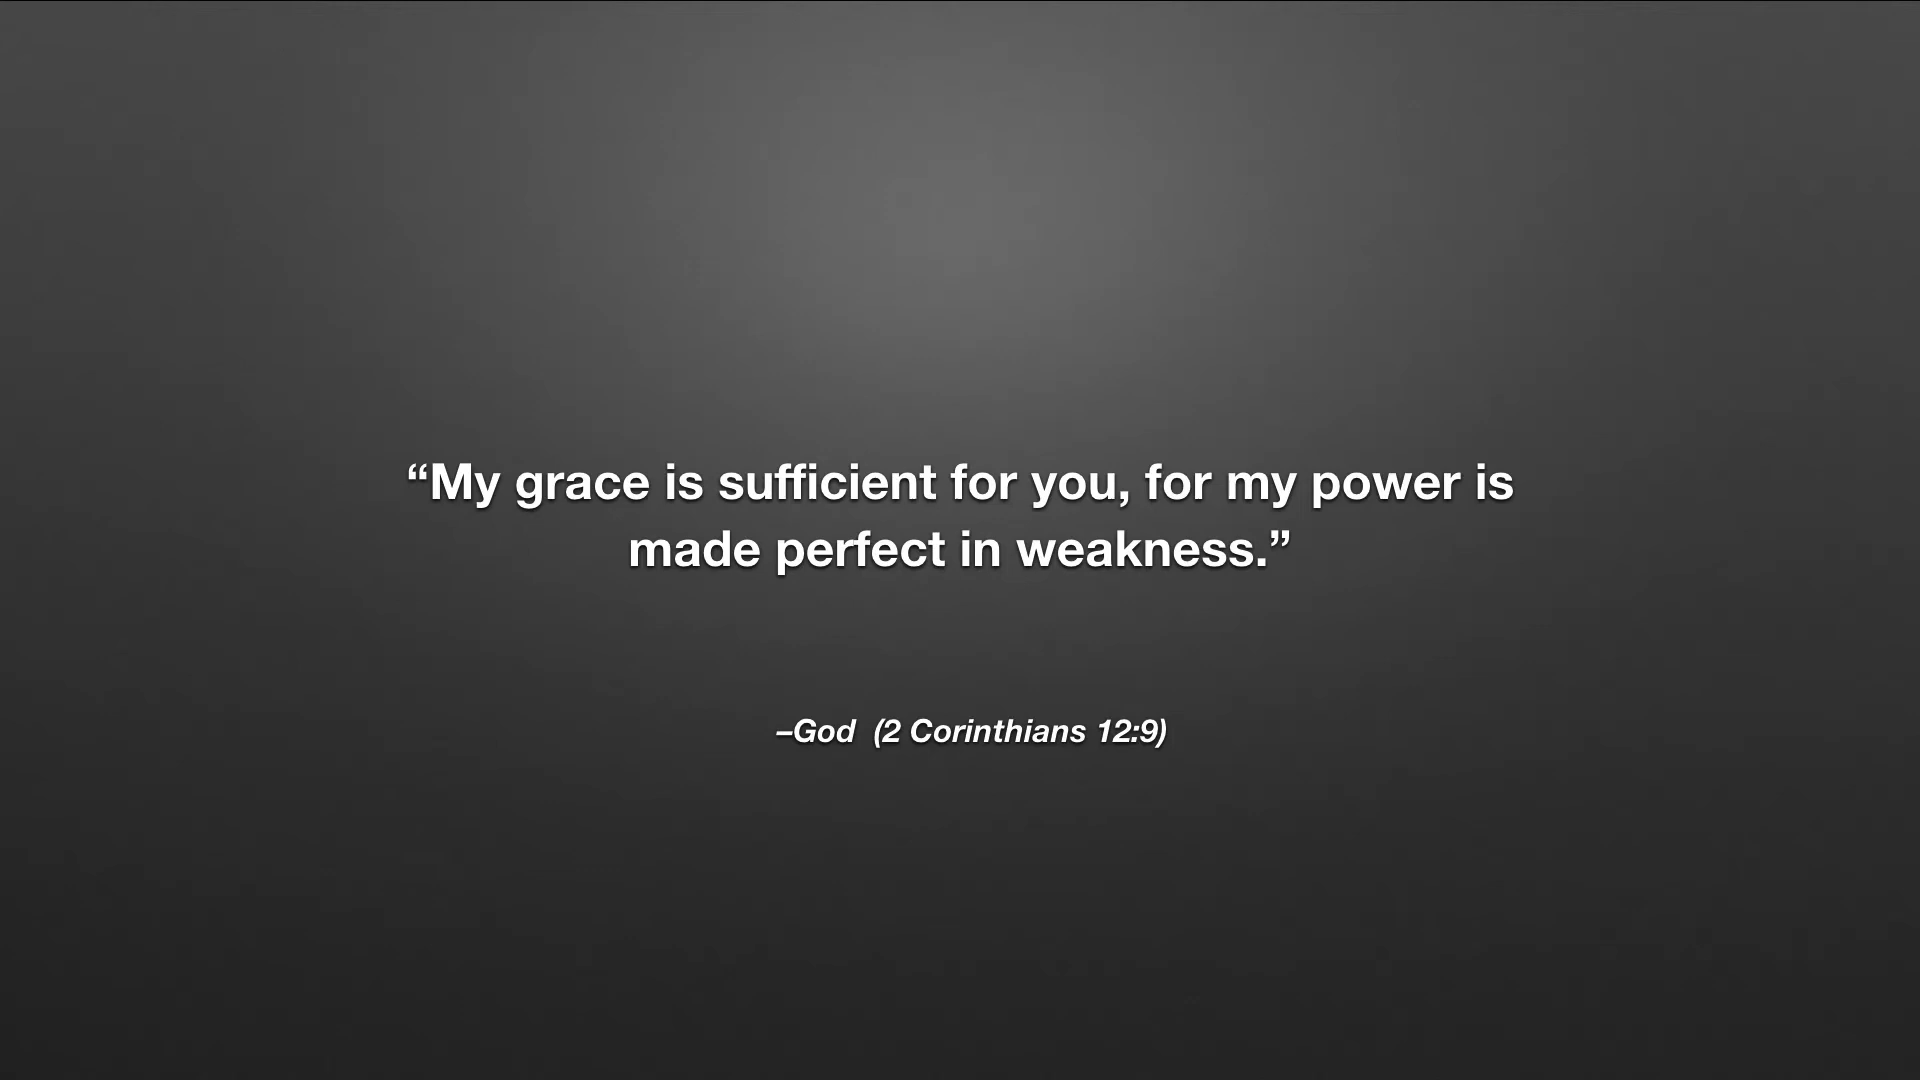 “My grace is sufficient for you, for my power is
made perfect in weakness.”
–God  (2 Corinthians 12:9)